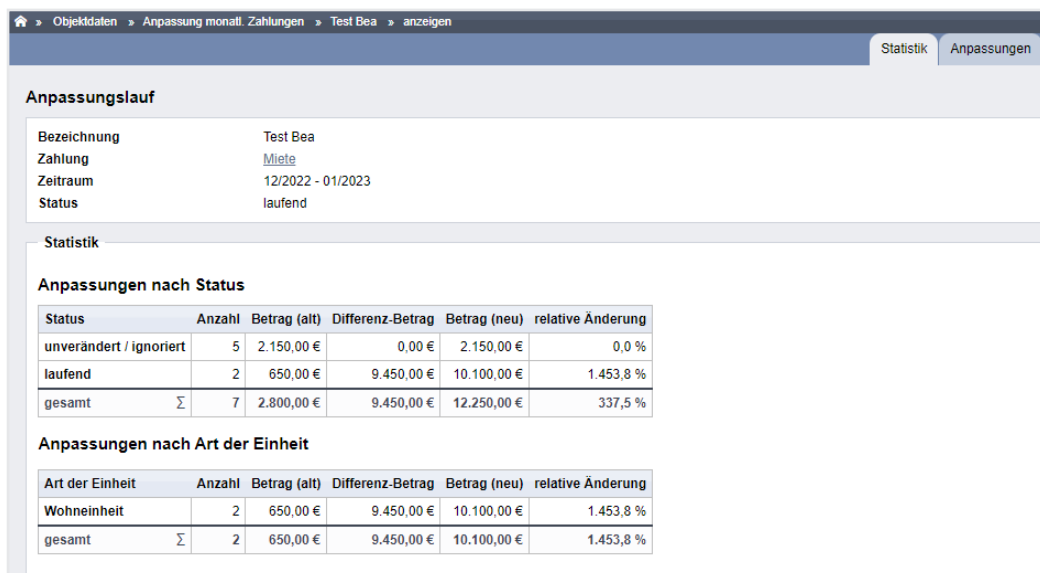 » Objektdaten » Anpassung monatl. Zahlungen » Test Bea » anzeigen
Statistik Anpassungen
Anpassungslauf
Bezeichnung Test Bea
Zahlung Miete
Zeitraum 12/2022 - 01/2023
Status laufend
Statistik
Anpassungen nach Status
Status Anzahl Betrag (alt) Differenz-Betrag Betrag (neu) relative Änderung
unverändert / ignoriert 5 2.150,00 € 0,00 € 2.150,00 € 0,0 %
laufend 2 650,00 € 9.450,00 € 10.100,00 € 1.453,8 %
gesamt Σ 7 2.800,00 € 9.450,00 € 12.250,00 € 337,5 %
Anpassungen nach Art der Einheit
Art der Einheit Anzahl Betrag (alt) Differenz-Betrag Betrag (neu) relative Änderung
Wohneinheit 2 650,00 € 9.450,00 € 10.100,00 € 1.453,8 %
gesamt Σ 2 650,00 € 9.450,00 € 10.100,00 € 1.453,8 %